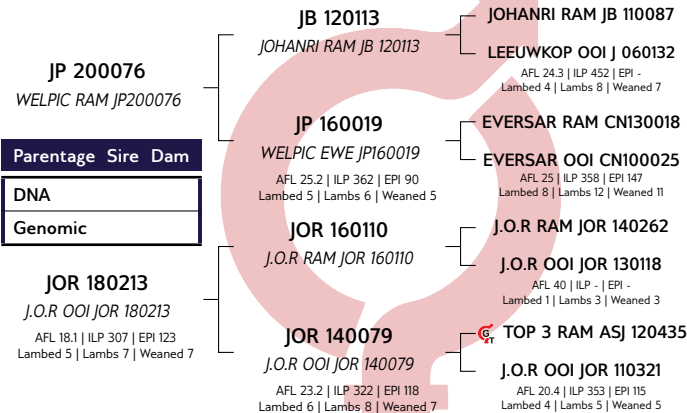 JP 200076
WELPIC RAM JP200076
Parentage Sire Dam
DNA
Genomic
JOR 180213
J.O.R OOI JOR 180213
AFL 18.1 | ILP 307 | EPI 123
Lambed 5 | Lambs 7 | Weaned 7
JB 120113
JOHANRI RAM JB 120113
JP 160019
WELPIC EWE JP160019
AFL 25.2 | ILP 362 | EPI 90
Lambed 5 | Lambs 6 | Weaned 5
JOR 160110
J.O.R RAM JOR 160110
JOR 140079
J.O.R OOI JOR 140079
AFL 23.2 | ILP 322 | EPI 118
Lambed 6 | Lambs 8 | Weaned 7
JOHANRI RAM JB 110087
LEEUWKOP OOI J 060132
AFL 24.3 | ILP 452 | EPI -
Lambed 4 | Lambs 8 | Weaned 7
EVERSAR RAM CN130018
EVERSAR OOI CN100025
AFL 25 | ILP 358 | EPI 147
Lambed 8 | Lambs 12 | Weaned 11
J.O.R RAM JOR 140262
J.O.R OOI JOR 130118
AFL 40 | ILP - | EPI -
Lambed 1 | Lambs 3 | Weaned 3
GT TOP 3 RAM ASJ 120435
J.O.R OOI JOR 110321
AFL 20.4 | ILP 353 | EPI 115
Lambed 4 | Lambs 5 | Weaned 5